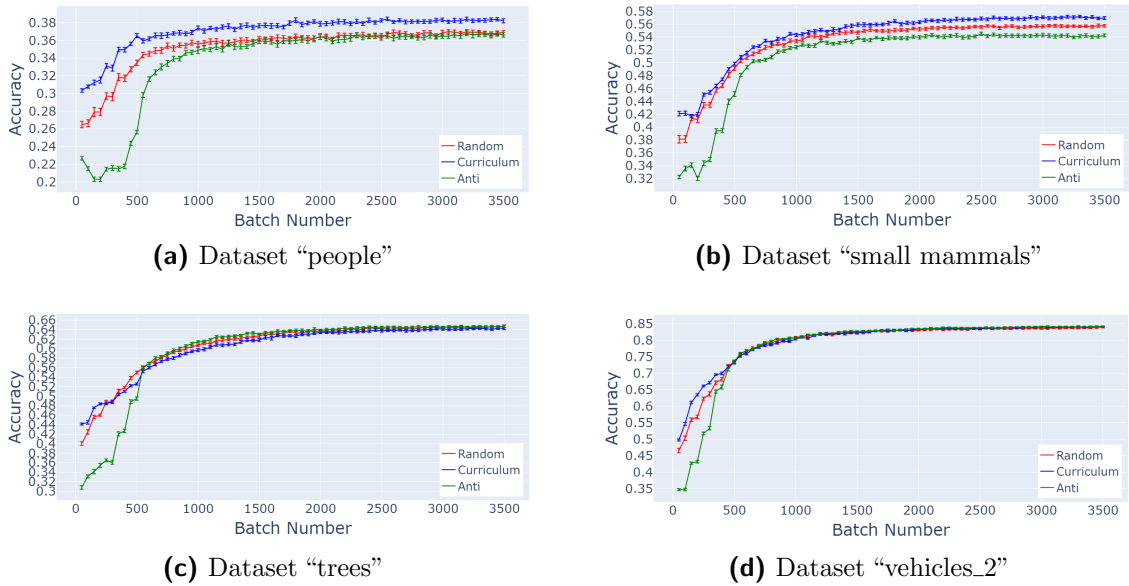 0.38
0.36
0.34
0.32
0.3
0.28
0.26
0.24
0.22
0.2
Accuracy
0 500 1000 1500 2000 2500 3000 3500
Batch Number
Random
Curriculum
Anti
(a) Dataset “people”
0.58
0.56
0.54
0.52
0.5
0.48
0.46
0.44
0.42
0.4
0.38
0.36
0.34
0.32
Accuracy
0 500 1000 1500 2000 2500 3000 3500
Batch Number
Random
Curriculum
Anti
(b) Dataset “small mammals”
0.66
0.64
0.62
0.6
0.58
0.56
0.54
0.52
0.5
0.48
0.46
0.44
0.42
0.4
0.38
0.36
0.34
0.32
0.3
Accuracy
0 500 1000 1500 2000 2500 3000 3500
Batch Number
Random
Curriculum
Anti
(c) Dataset “trees”
0.85
0.8
0.75
0.7
0.65
0.6
0.55
0.5
0.45
0.4
0.35
Accuracy
0 500 1000 1500 2000 2500 3000 3500
Batch Number
Random
Curriculum
Anti
(d) Dataset “vehicles_2”